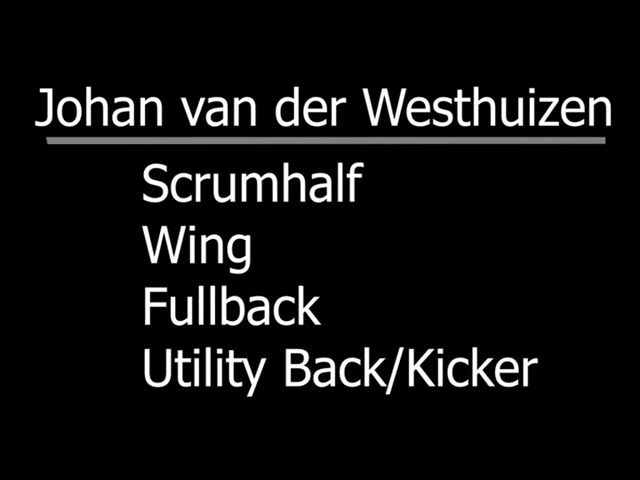 Johan van der Westhuizen
Scrumhalf
Wing
Fullback
Utility Back/Kicker